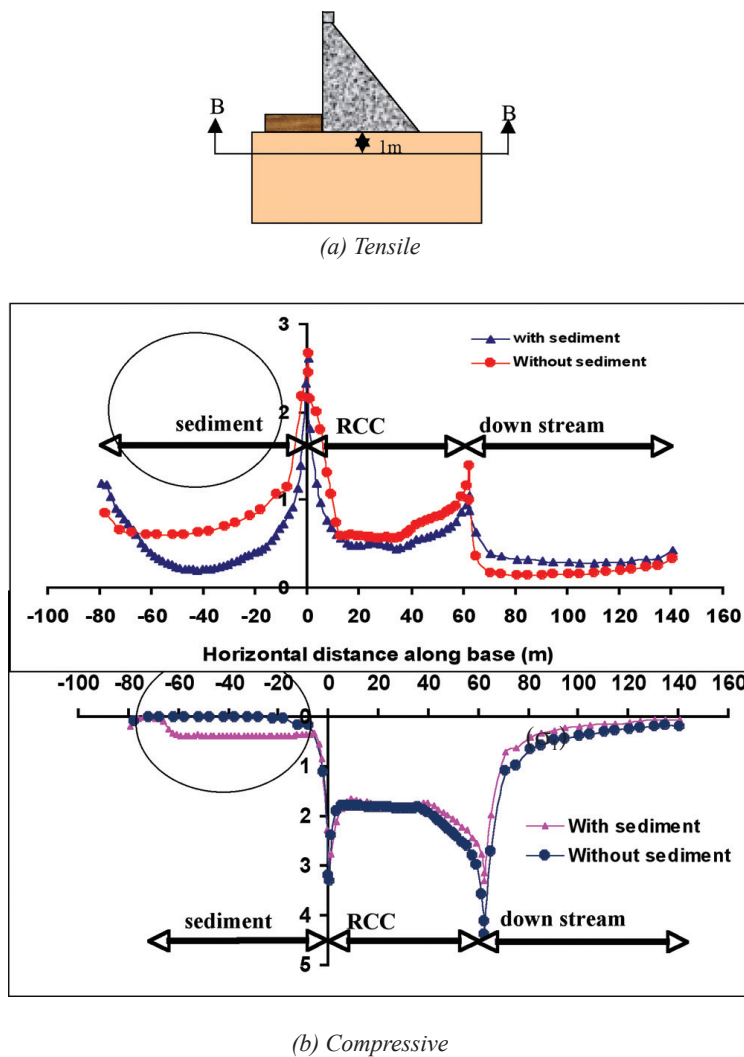 B
B
1m
(a) Tensile
3
with sediment
Without sediment
2
sediment
RCC
down stream
1
0
-100 -80 -60 -40 -20 0 20 40 60 80 100 120 140 160
Horizontal distance along base (m)
-100 -80 -60 -40 -20 0 20 40 60 80 100 120 140 160
0
1
2
With sediment
3
Without sediment
4
sediment
RCC
down stream
5
(b) Compressive